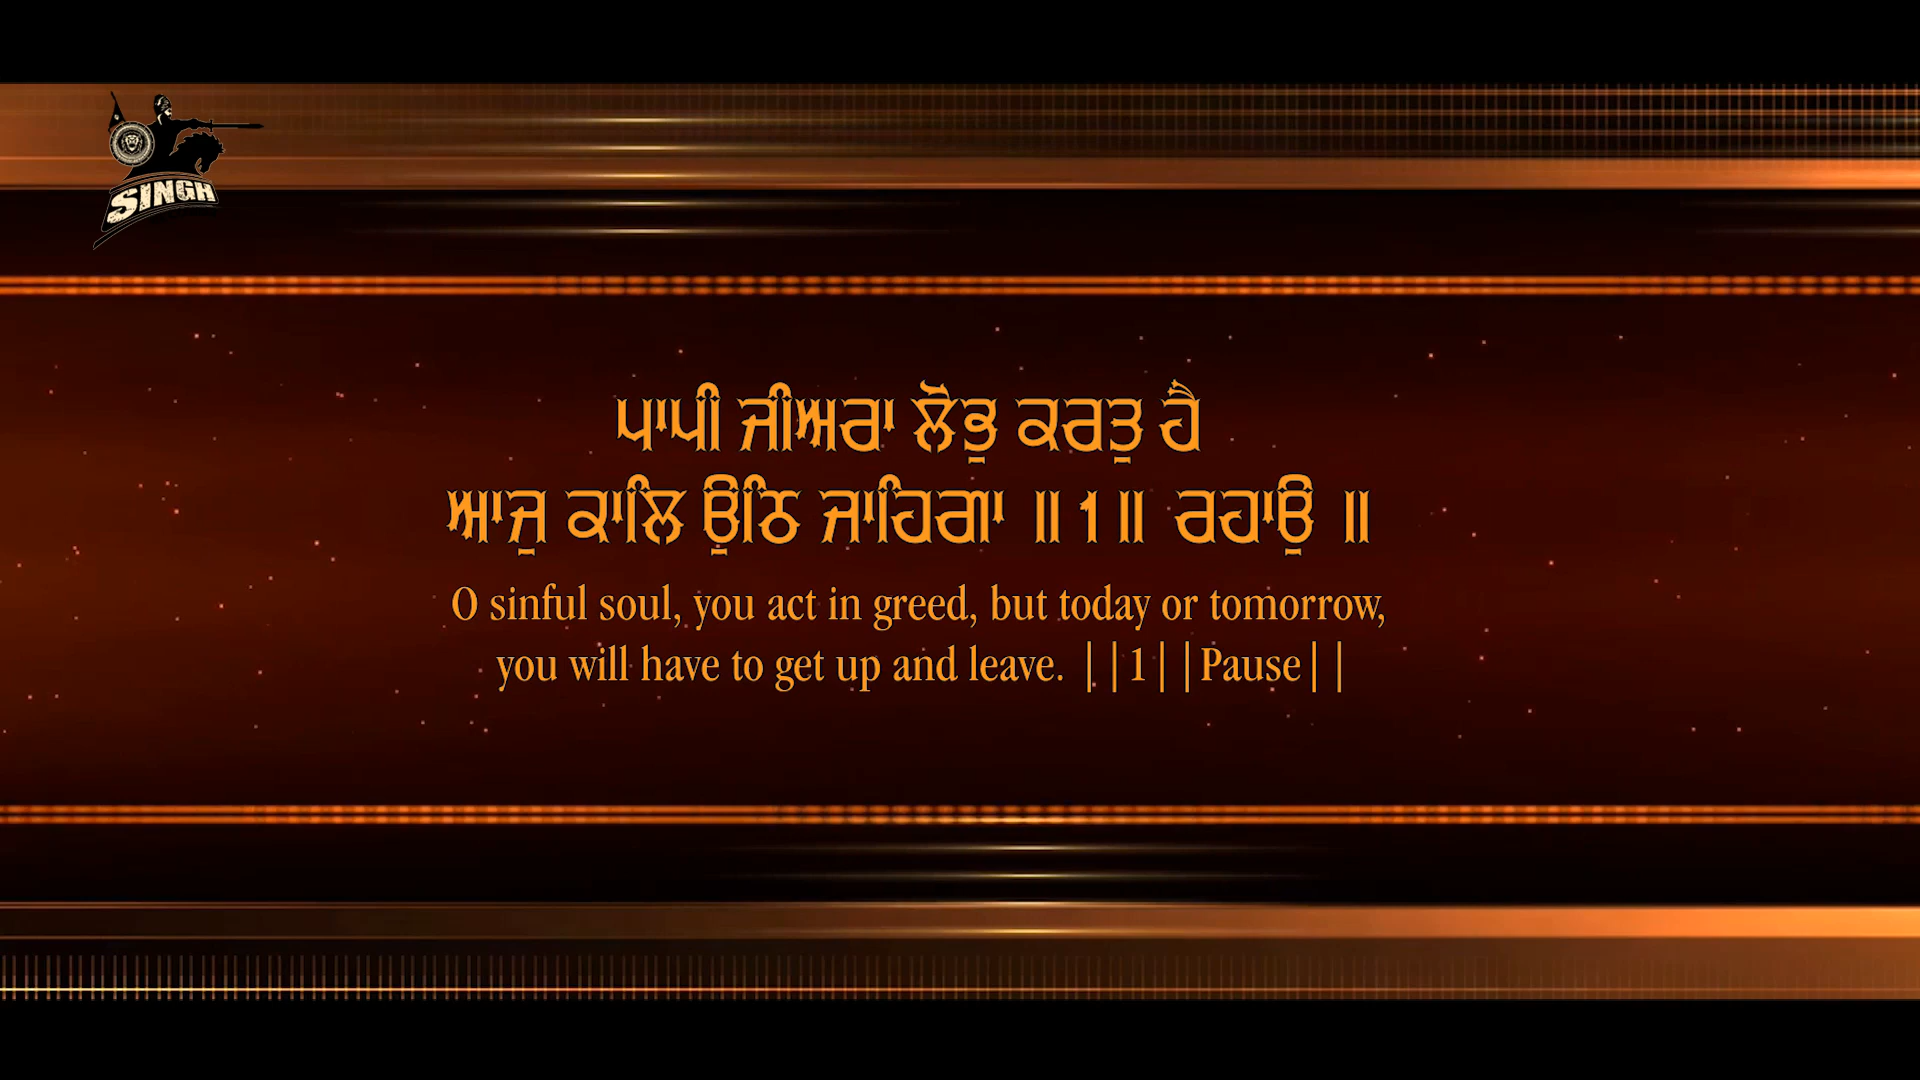 SINGH
ਪਾਪੀ ਜੀਅਰਾ ਲੋਭੁ ਕਰਤੁ ਹੈ
ਆਜੁ ਕਾਲਿ ਉਠਿ ਜਾਹਿਗਾ ॥1॥ ਰਹਾਉ ॥
O sinful soul, you act in greed, but today or tomorrow,
you will have to get up and leave. ||1||Pause||